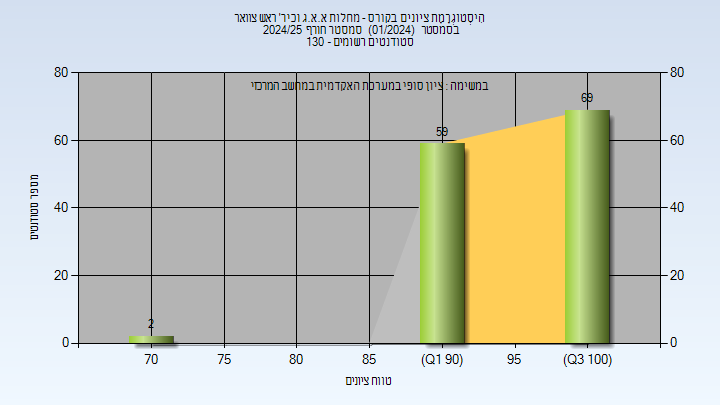 היסטוגרמת ציונים בקורס - מחלות א.א.ג וכיר' ראש צוואר
בסמסטר (01/2024) סמסטר חורף 2024/25
סטודנטים רשומים - 130
במשימה : ציון סופי במערכת האקדמית במחשב המרכזי
80 80
60 60
40 40
20 20
0 0
2
59
69
70 75 80 85 (Q1 90) 95 (Q3 100)
מספר סטודנטים
טווח ציונים